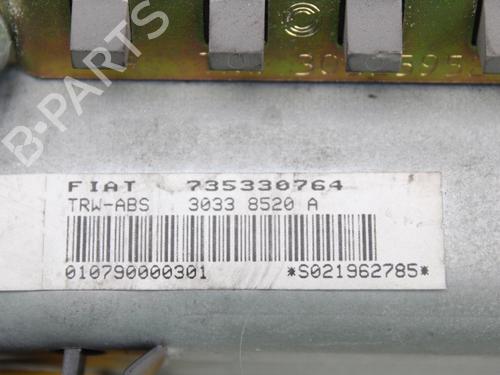 FIAT 735330764
TRW-ABS 3033 8520 A
010790000301 *S021962785*
B-PARTS